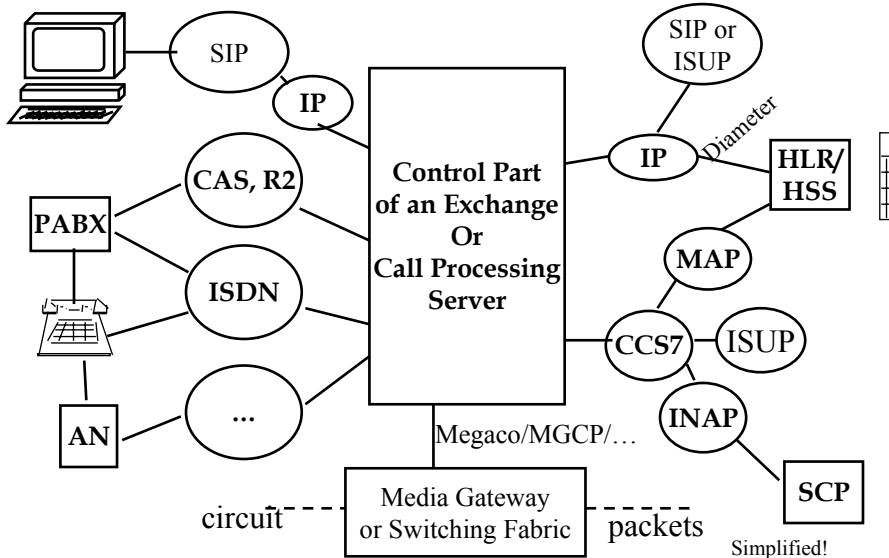 SIP
IP
CAS, R2
PABX
ISDN
AN
...
Control Part
of an Exchange
Or
Call Processing
Server
SIP or
ISUP
IP
Diameter
HLR/
HSS
MAP
CCS7
ISUP
INAP
SCP
Megaco/MGCP/…
circuit
Media Gateway
or Switching Fabric
packets
Simplified!